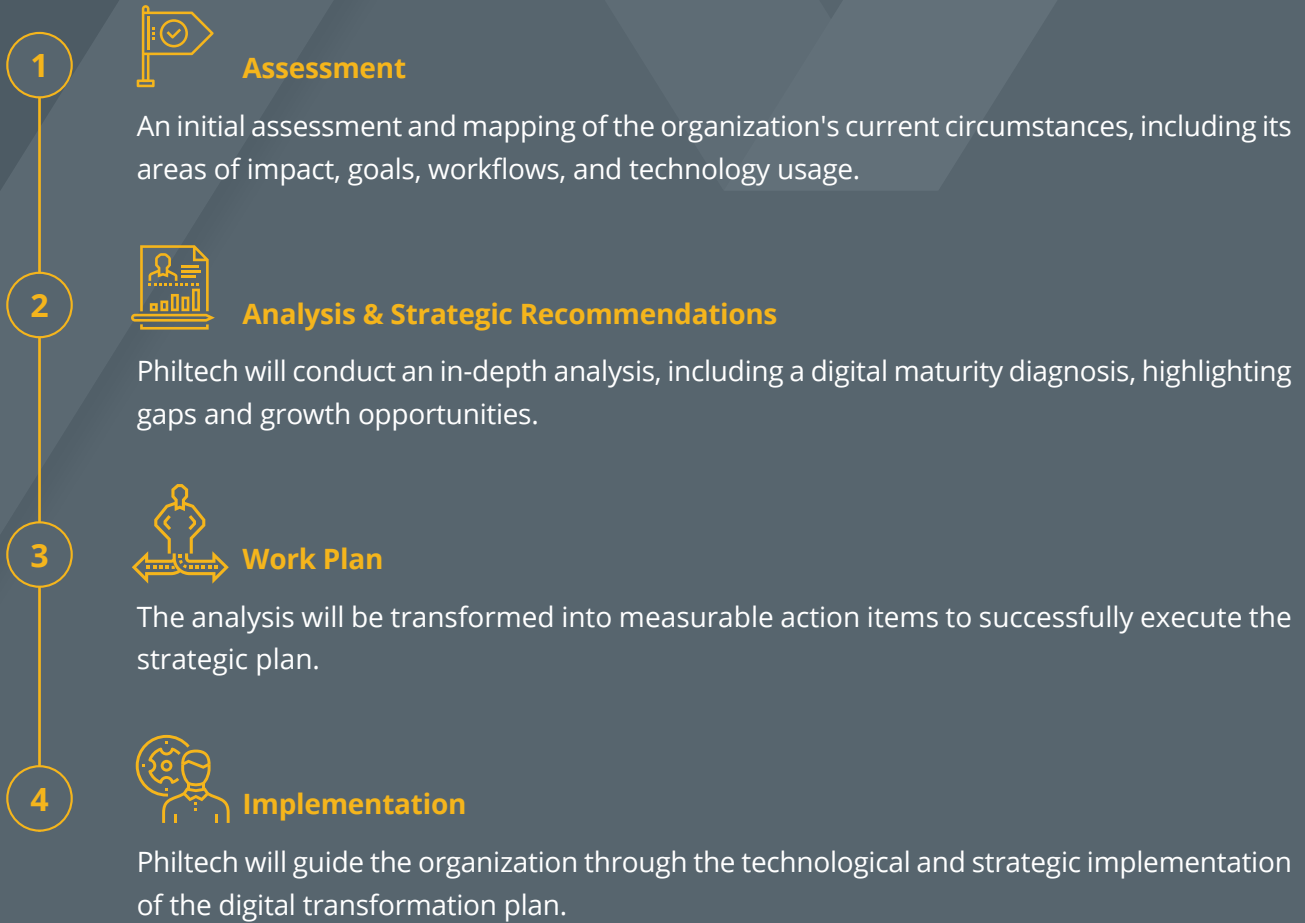 1
Assessment
An initial assessment and mapping of the organization's current circumstances, including its
areas of impact, goals, workflows, and technology usage.
2
Analysis & Strategic Recommendations
Philtech will conduct an in-depth analysis, including a digital maturity diagnosis, highlighting
gaps and growth opportunities.
3
Work Plan
The analysis will be transformed into measurable action items to successfully execute the
strategic plan.
4
Implementation
Philtech will guide the organization through the technological and strategic implementation
of the digital transformation plan.